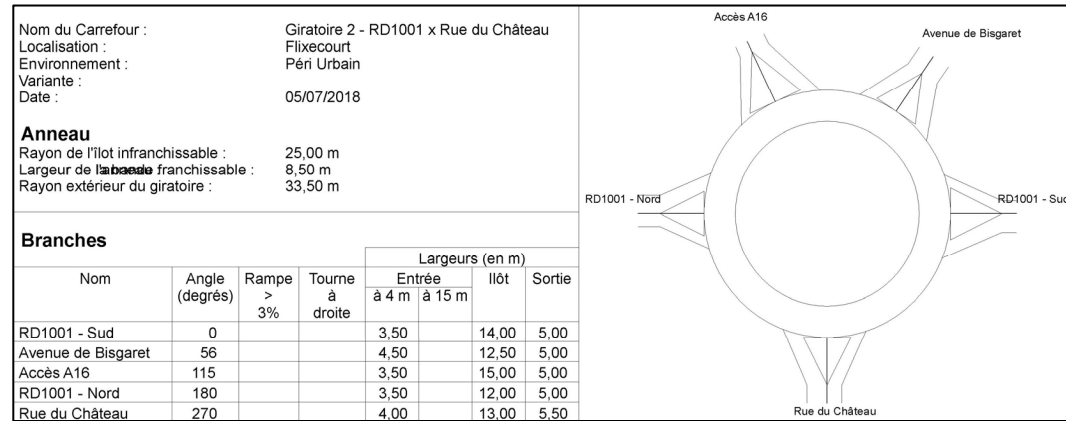 Nom du Carrefour : Giratoire 2 - RD1001 x Rue du Château
Localisation : Flixecourt
Environnement : Péri Urbain
Variante :
Date : 05/07/2018
Anneau
Rayon de l'îlot infranchissable : 25,00 m
Largeur de franchissable : 8,50 m
Rayon extérieur du giratoire : 33,50 m
Branches
Largeurs (en m)
Nom Angle Rampe Tourne Entrée Ilôt Sortie
(degrés) > à à 4 m à 15 m
3% droite
RD1001 - Sud 0 3,50 14,00 5,00
Avenue de Bisgaret 56 4,50 12,50 5,00
Accès A16 115 3,50 15,00 5,00
RD1001 - Nord 180 3,50 12,00 5,00
Rue du Château 270 4,00 13,00 5,50
Accès A16
Avenue de Bisgaret
RD1001 - Nord
RD1001 - Sud
Rue du Château